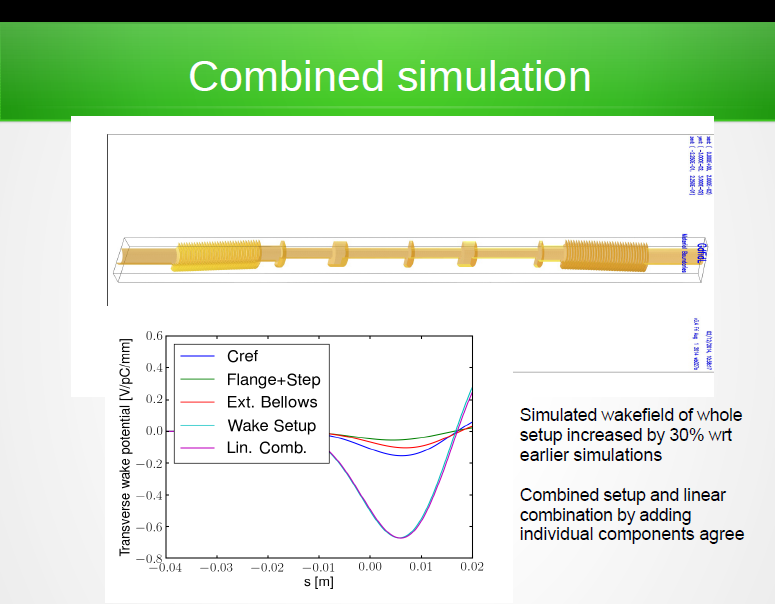 Combined simulation
GdfidL
Material Boundaries
0.6
0.4
0.2
0.0
−0.2
−0.4
−0.6
−0.8
Transverse wake potential [V/pC/mm]
Cref
Flange+Step
Ext. Bellows
Wake Setup
Lin. Comb.
−0.04 −0.03 −0.02 −0.01 0.00 0.01 0.02
s [m]
Simulated wakefield of whole
setup increased by 30% wrt
earlier simulations
Combined setup and linear
combination by adding
individual components agree